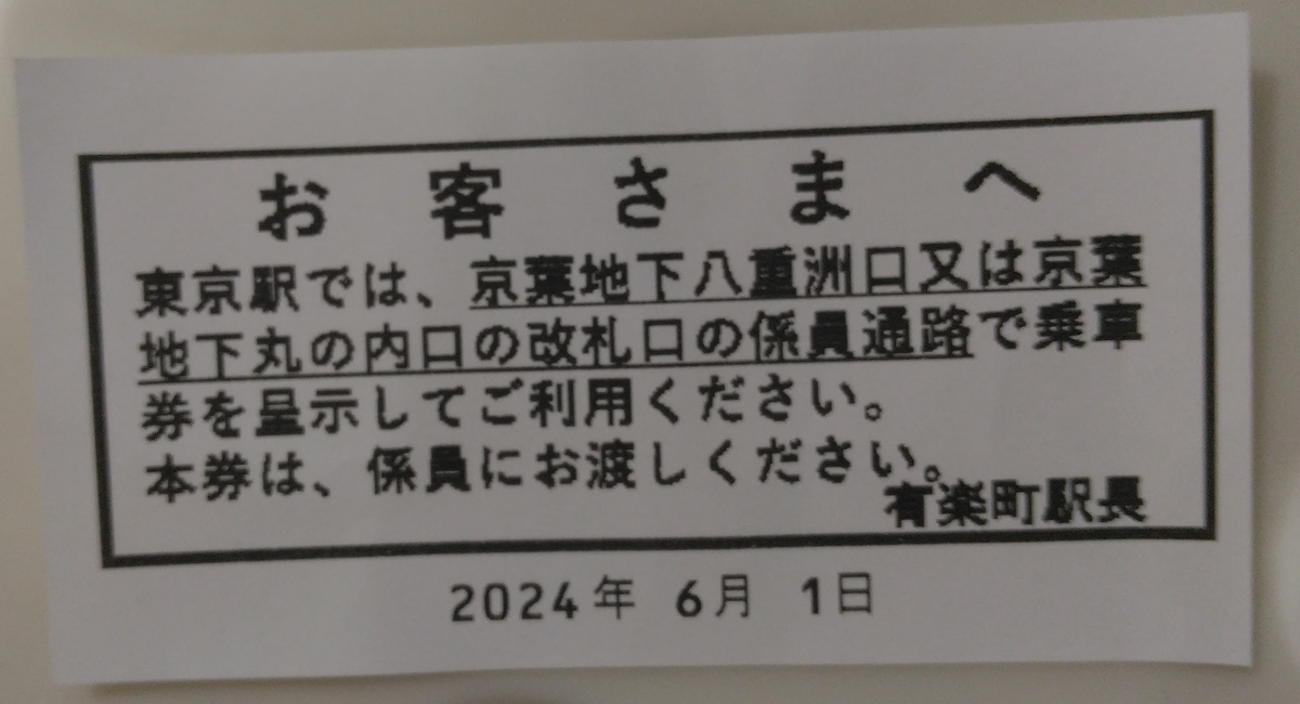 お客さまへ
東京駅では、京葉地下八重洲口又は京葉
地下丸の内口の改札口の係員通路で乗車
券を呈示してご利用ください。
本券は、係員にお渡しください。
有楽町駅長
2024年 6月 1日